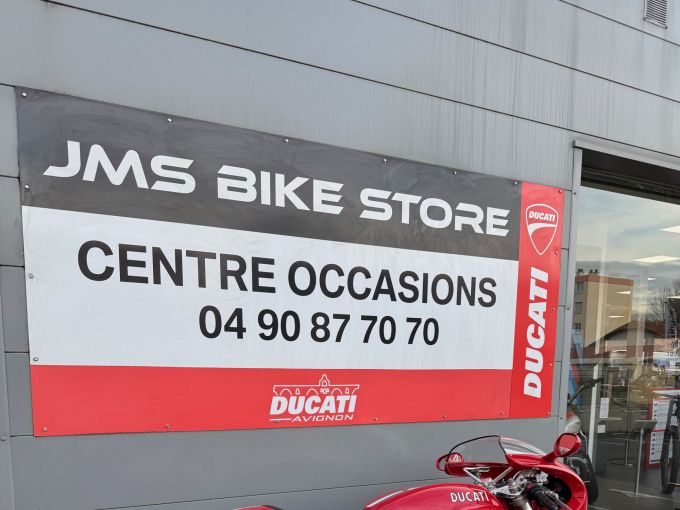 JMS BIKE STORE
CENTRE OCCASIONS
04 90 87 70 70
DUCATI
AVIGNON
DUCATI
DUCATI
DUCATI